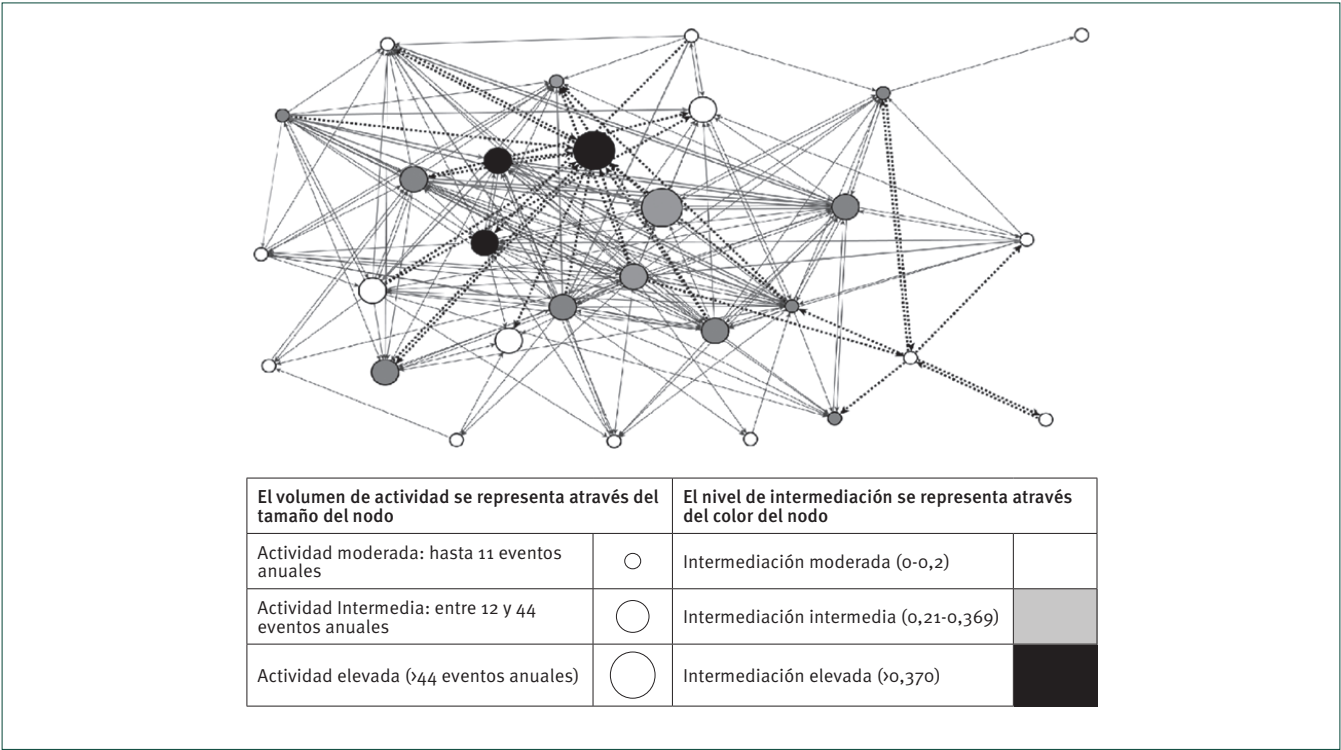 El volumen de actividad se representa através del
tamaño del nodo
El nivel de intermediación se representa através
del color del nodo
Actividad moderada: hasta 11 eventos
anuales
Intermediación moderada (0-0,2)
Actividad Intermedia: entre 12 y 44
eventos anuales
Intermediación intermedia (0,21-0,369)
Actividad elevada (>44 eventos anuales)
Intermediación elevada (>0,370)